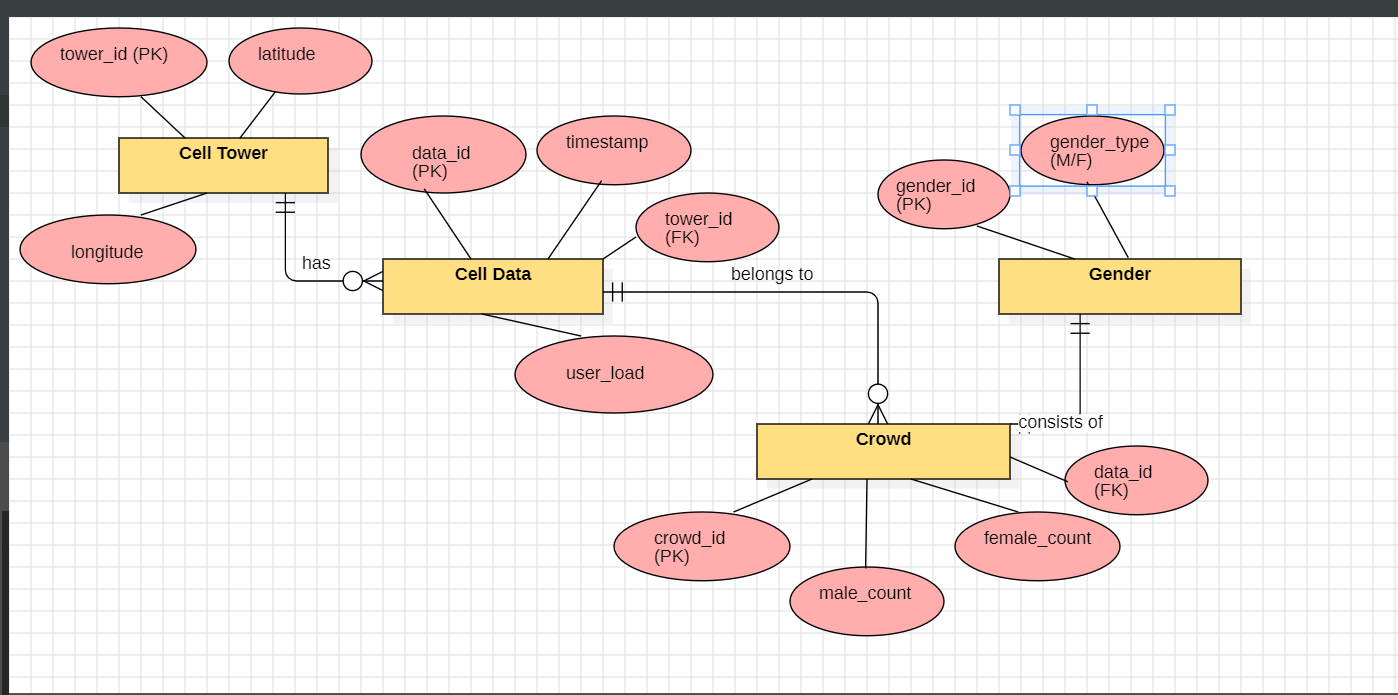 tower_id (PK)
latitude
Cell Tower
longitude
has
data_id
(PK)
timestamp
tower_id
(FK)
Cell Data
user_load
belongs to
gender_id
(PK)
gender_type
(M/F)
Gender
consists of
Crowd
data_id
(FK)
crowd_id
(PK)
male_count
female_count